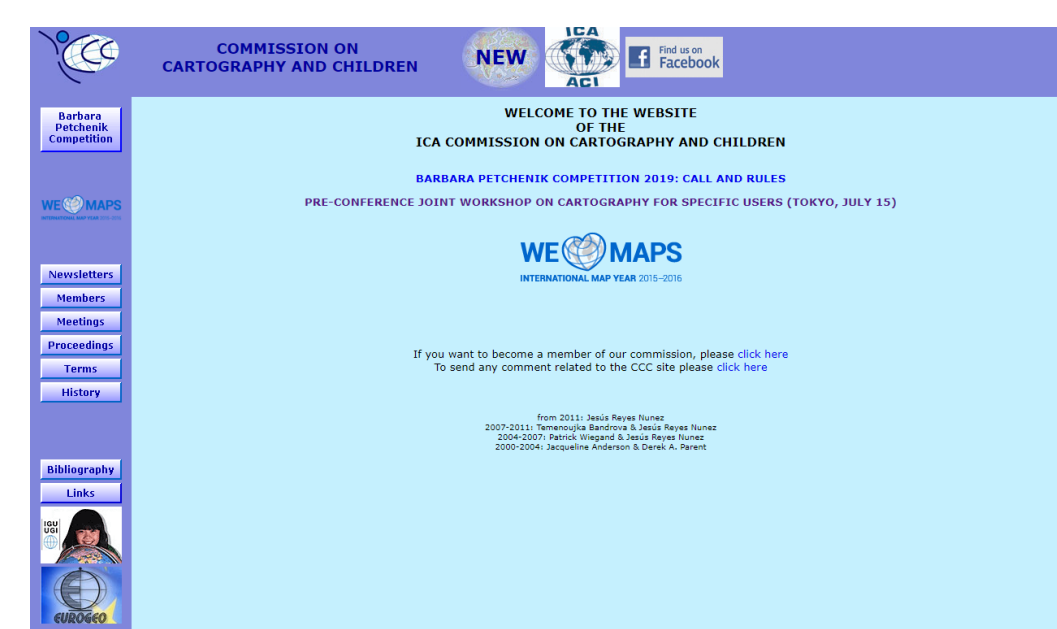 COMMISSION ON
CARTOGRAPHY AND CHILDREN
NEW
ICA
ACI
Find us on
Facebook
Barbara
Petchenik
Competition
WE MAPS
INTERNATIONAL MAP YEAR 2015-2016
Newsletters
Members
Meetings
Proceedings
Terms
History
Bibliography
Links
IGU
UGI
EUROGEO
WELCOME TO THE WEBSITE
OF THE
ICA COMMISSION ON CARTOGRAPHY AND CHILDREN
BARBARA PETCHENIK COMPETITION 2019: CALL AND RULES
PRE-CONFERENCE JOINT WORKSHOP ON CARTOGRAPHY FOR SPECIFIC USERS (TOKYO, JULY 15)
WE MAPS
INTERNATIONAL MAP YEAR 2015–2016
If you want to become a member of our commission, please click here
To send any comment related to the CCC site please click here
from 2011: Jesús Reyes Nunez
2007-2011: Temenoujka Bandrova & Jesús Reyes Nunez
2004-2007: Patrick Wiegand & Jesús Reyes Nunez
2000-2004: Jacqueline Anderson & Derek A. Parent